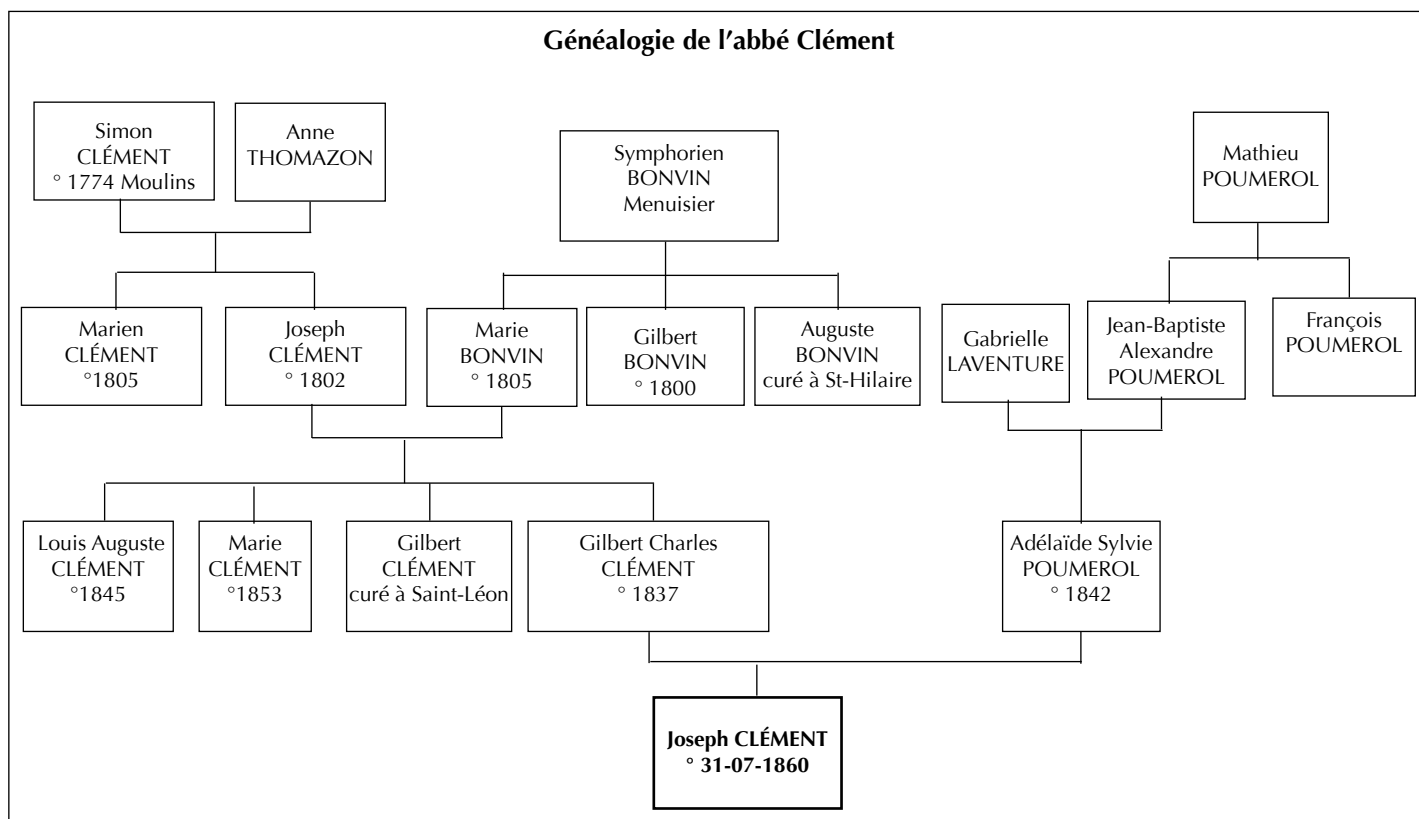 Généalogie de l'abbé Clément
Simon
CLÉMENT
° 1774 Moulins
Anne
THOMAZON
Symphorien
BONVIN
Menuisier
Mathieu
POUMEROL
Marien
CLÉMENT
°1805
Joseph
CLÉMENT
° 1802
Marie
BONVIN
° 1805
Gilbert
BONVIN
° 1800
Auguste
BONVIN
curé à St-Hilaire
Gabrielle
LAVENTURE
Jean-Baptiste
Alexandre
POUMEROL
François
POUMEROL
Louis Auguste
CLÉMENT
°1845
Marie
CLÉMENT
°1853
Gilbert
CLÉMENT
curé à Saint-Léon
Gilbert Charles
CLÉMENT
° 1837
Adélaïde Sylvie
POUMEROL
° 1842
Joseph CLÉMENT
° 31-07-1860